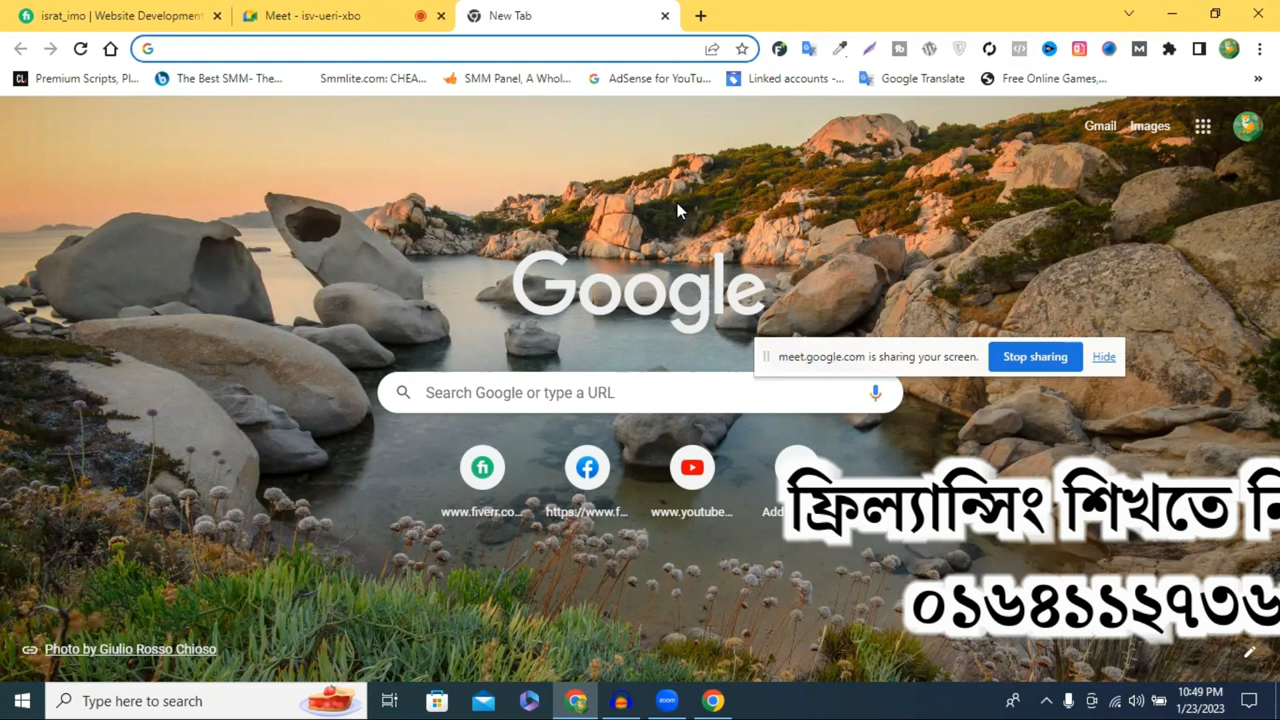 israt_imo | Website Development
Meet - isv-ueri-xbo
New Tab
Premium Scripts, Pl...
The Best SMM- The...
Smmlite.com: CHEA...
SMM Panel, A Whol...
AdSense for YouTu...
Linked accounts -...
Google Translate
Free Online Games,...
Gmail
Images
Google
meet.google.com is sharing your screen.
Stop sharing
Hide
Search Google or type a URL
www.fiverr.co...
https://www.f...
www.youtube...
Ad
ফ্রিল্যান্সিং শিখতে নি
০১৬৪১১২৭৩৬
Photo by Giulio Rosso Chioso
Type here to search
zoom
10:49 PM
1/23/2023